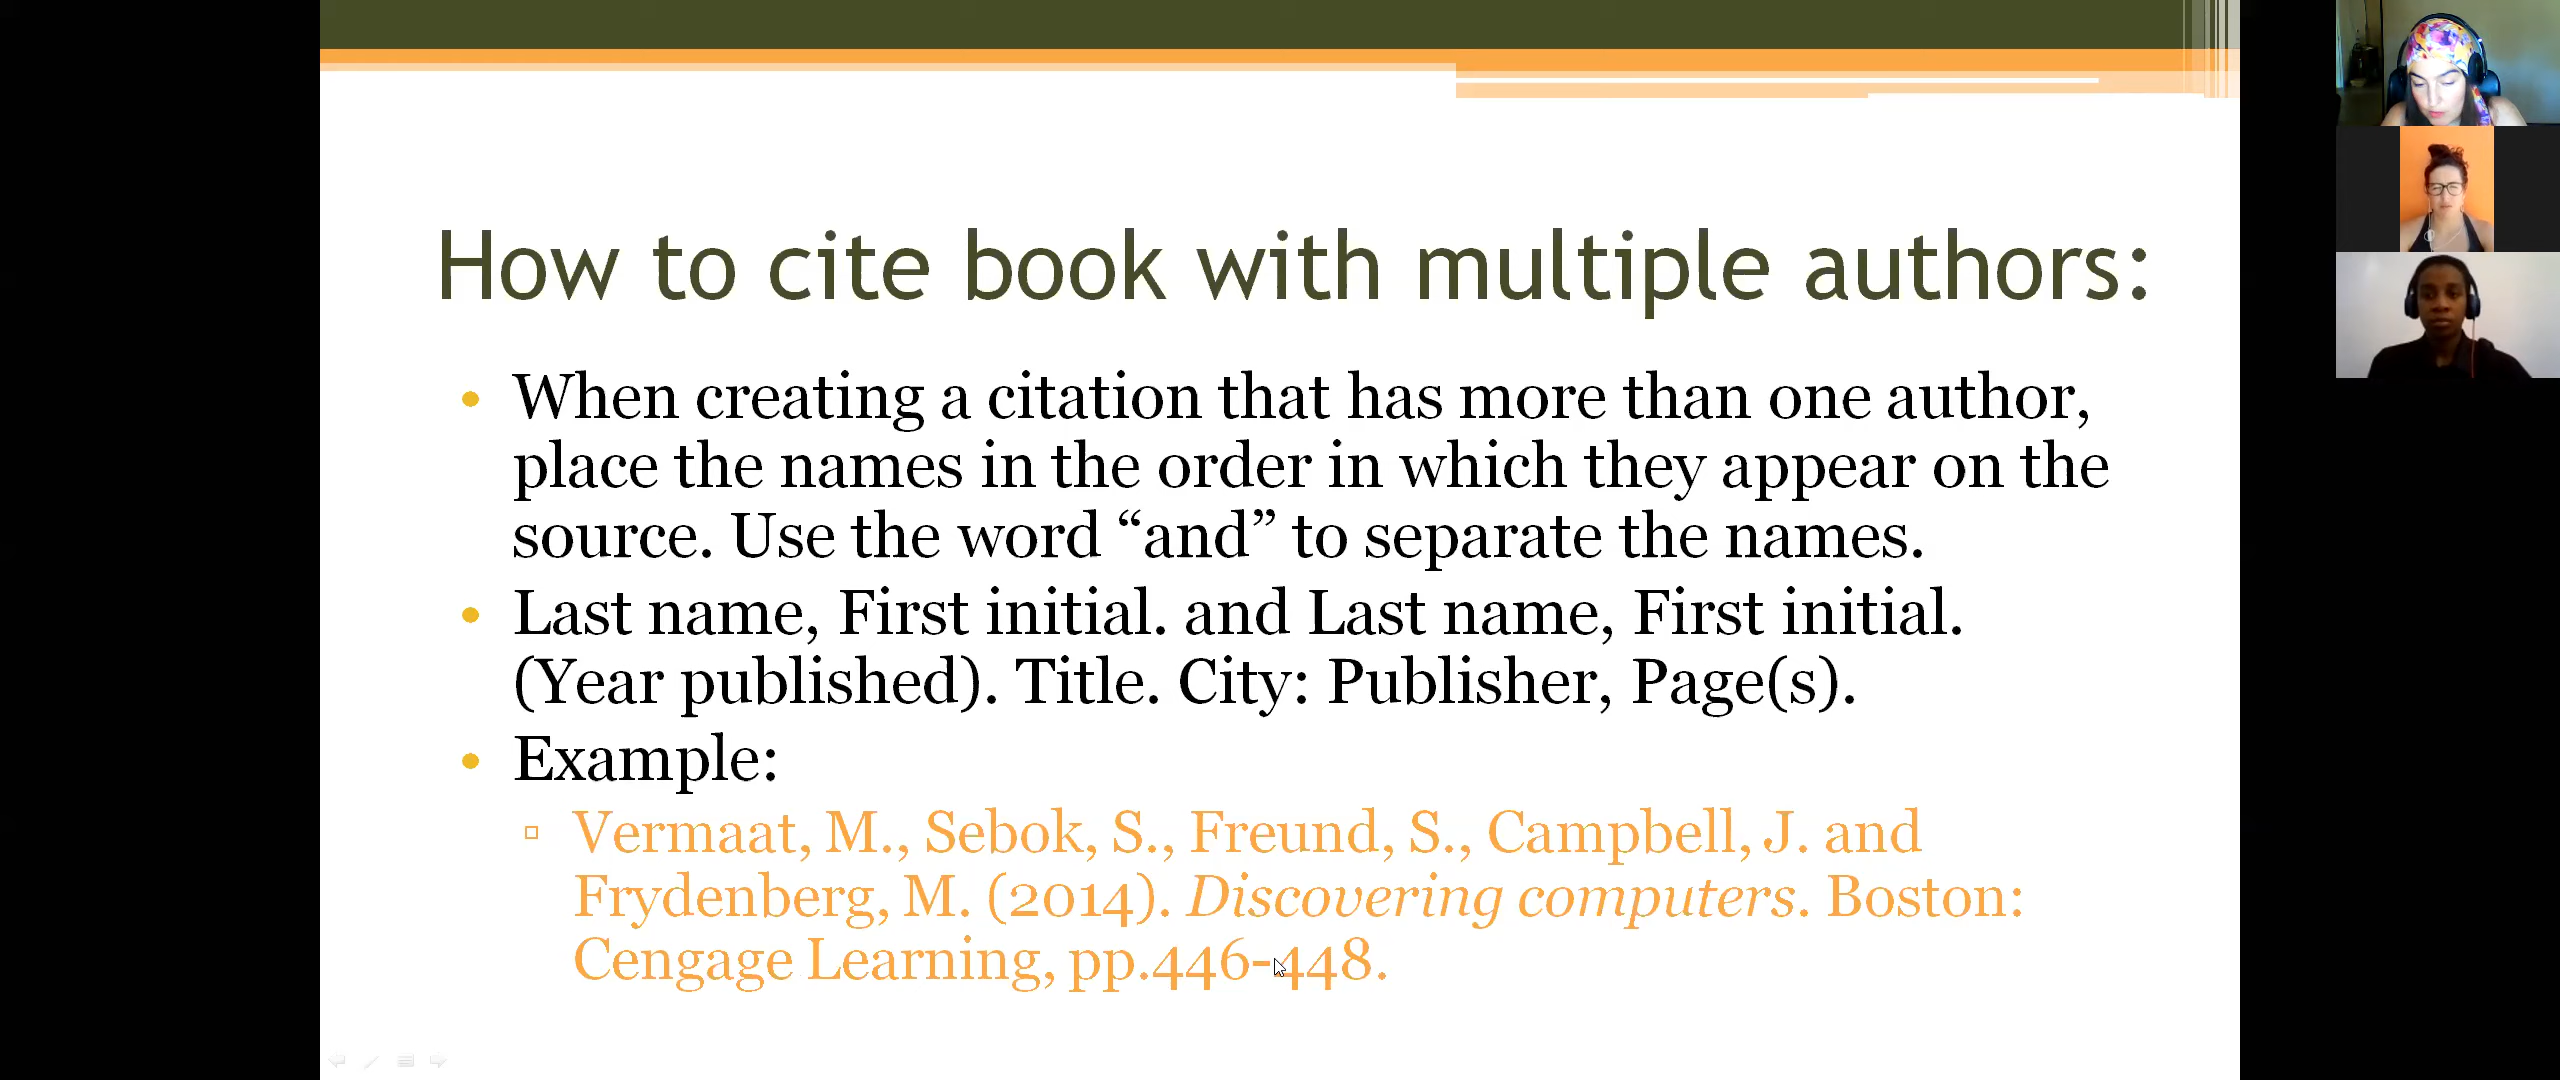 How to cite book with multiple authors:
• When creating a citation that has more than one author,
place the names in the order in which they appear on the
source. Use the word “and” to separate the names.
• Last name, First initial. and Last name, First initial.
(Year published). Title. City: Publisher, Page(s).
• Example:
▫ Vermaat, M., Sebok, S., Freund, S., Campbell, J. and
Frydenberg, M. (2014). Discovering computers. Boston:
Cengage Learning, pp.446-448.